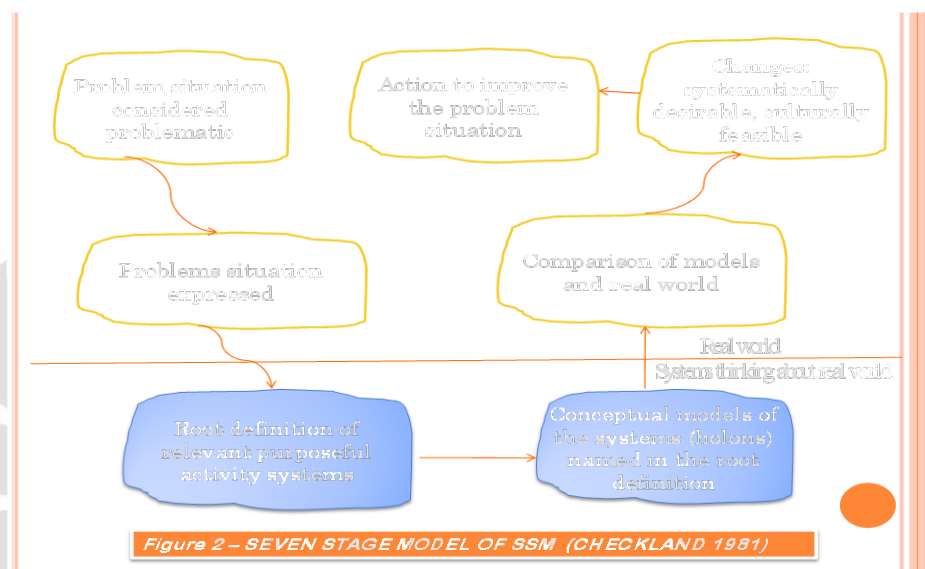 Problem situation
considered
problematic
Action to improve
the problem
situation
Changes:
systematically
desirable, culturally
feasible
Problems situation
expressed
Comparison of models
and real world
Real world
Systems thinking about real world
Root definition of
relevant purposeful
activity systems
Conceptual models of
the systems (holons)
named in the root
definition
Figure 2 – SEVEN STAGE MODEL OF SSM (CHECKLAND 1981)